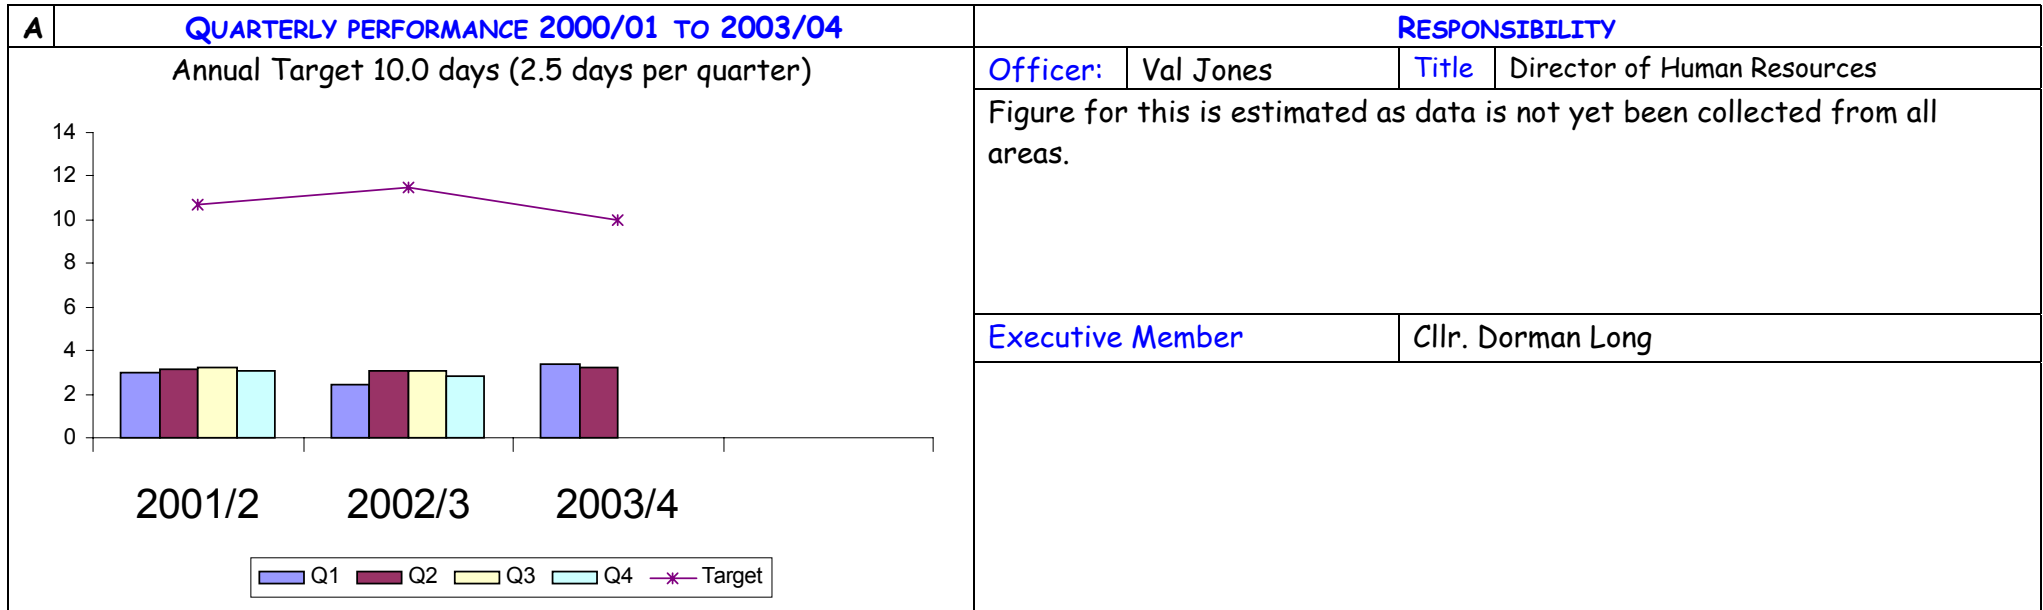 A QUARTERLY PERFORMANCE 2000/01 TO 2003/04
Annual Target 10.0 days (2.5 days per quarter)
14
12
10
8
6
4
2
0
2001/2 2002/3 2003/4
Q1 Q2 Q3 Q4 Target
RESPONSIBILITY
Officer: Val Jones Title Director of Human Resources
Figure for this is estimated as data is not yet been collected from all
areas.
Executive Member Cllr. Dorman Long